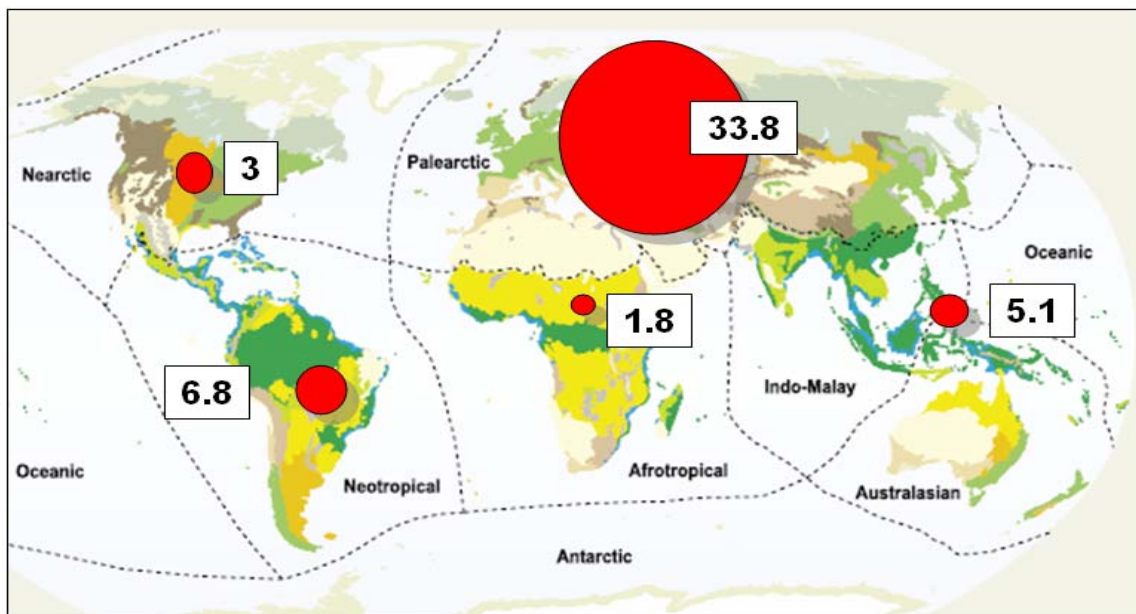 33.8
Palearctic
3
Nearctic
Oceanic
1.8
5.1
6.8
Indo-Malay
Oceanic
Neotropical
Afrotropical
Australasian
Antarctic